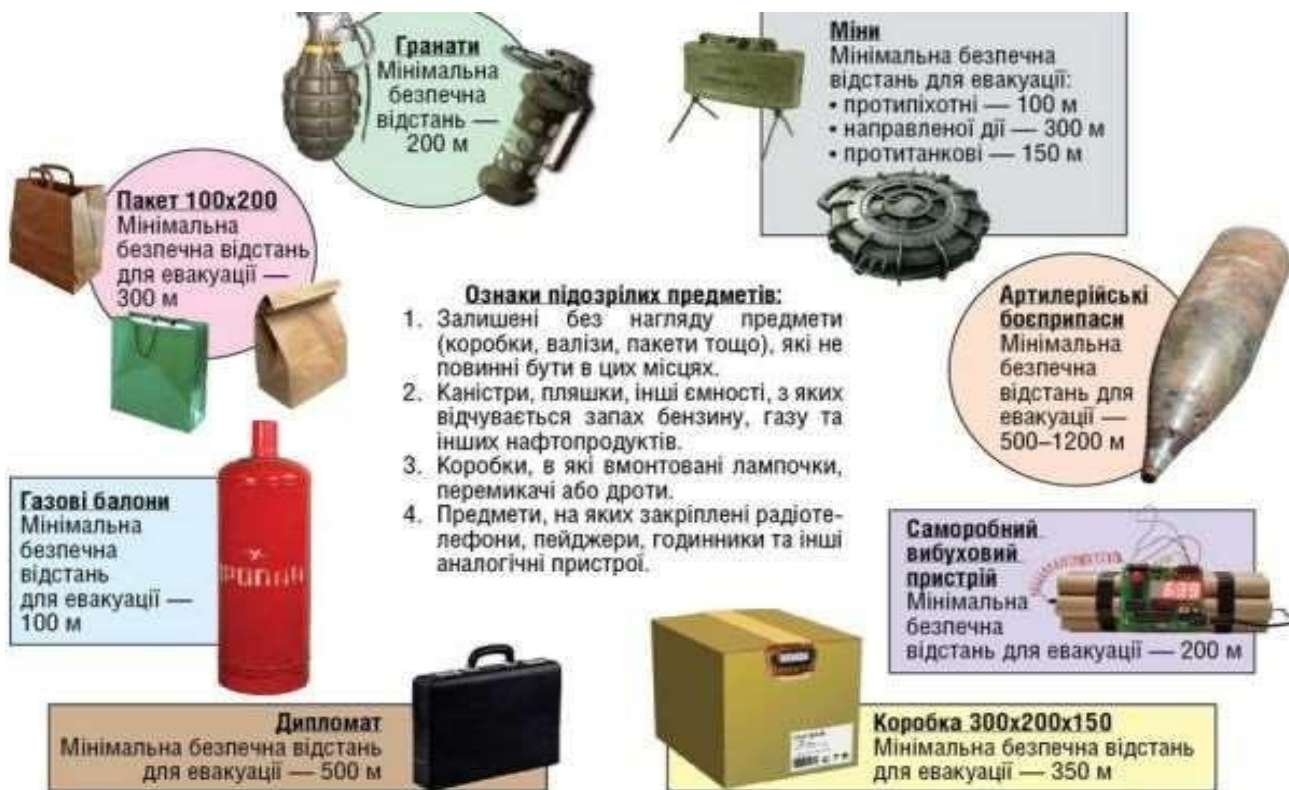 Гранати
Мінімальна
безпечна
відстань —
200 м
Міни
Мінімальна безпечна
відстань для евакуації:
• протипіхотні — 100 м
• направленої дії — 300 м
• протитанкові — 150 м
Пакет 100х200
Мінімальна
безпечна відстань
для евакуації —
300 м
Ознаки підозрілих предметів:
1. Залишені без нагляду предмети
(коробки, валізи, пакети тощо), які не
повинні бути в цих місцях.
2. Каністри, пляшки, інші ємності, з яких
відчувається запах бензину, газу та
інших нафтопродуктів.
3. Коробки, в які вмонтовані лампочки,
перемикачі або дроти.
4. Предмети, на яких закріплені радіоте-
лефони, пейджери, годинники та інші
аналогічні пристрої.
Артилерійські
боєприпаси
Мінімальна
безпечна
відстань для
евакуації —
500–1200 м
Газові балони
Мінімальна
безпечна
відстань
для евакуації —
100 м
Саморобний
вибуховий
пристрій
Мінімальна
безпечна
відстань для евакуації — 200 м
Дипломат
Мінімальна безпечна відстань
для евакуації — 500 м
Коробка 300х200х150
Мінімальна безпечна відстань
для евакуації — 350 м